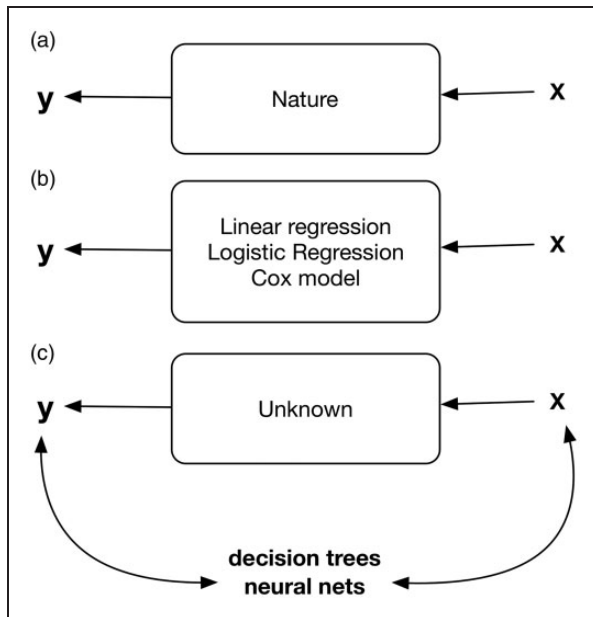 (a)
y
Nature
x
(b)
y
Linear regression
Logistic Regression
Cox model
x
(c)
y
Unknown
x
decision trees
neural nets